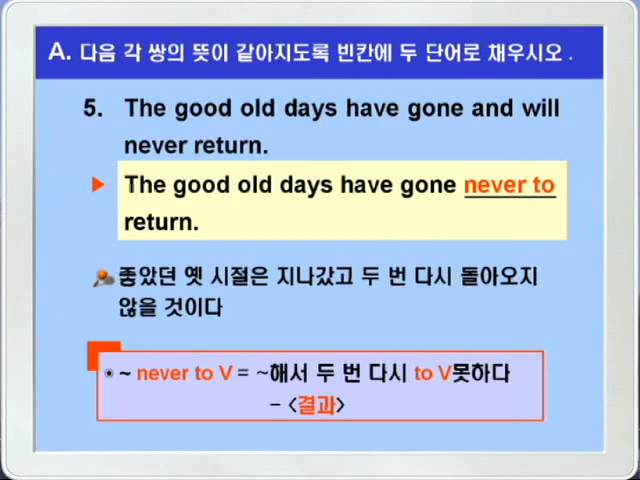 A. 다음 각 쌍의 뜻이 같아지도록 빈칸에 두 단어로 채우시오 .
5. The good old days have gone and will
never return.
The good old days have gone never to
return.
좋았던 옛 시절은 지나갔고 두 번 다시 돌아오지
않을 것이다
~ never to V = ~해서 두 번 다시 to V못하다
– <결과>